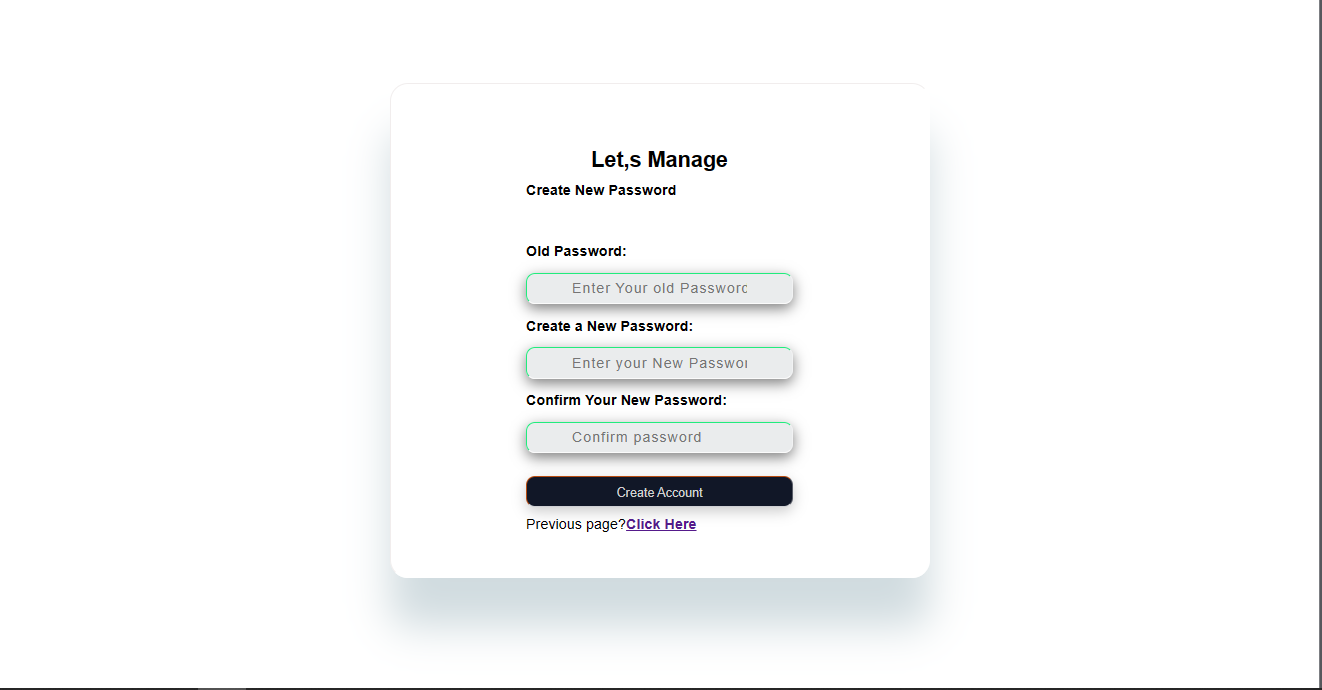 Let,s Manage
Create New Password
Old Password:
Enter Your old Password
Create a New Password:
Enter your New Passwor
Confirm Your New Password:
Confirm password
Create Account
Previous page?Click Here